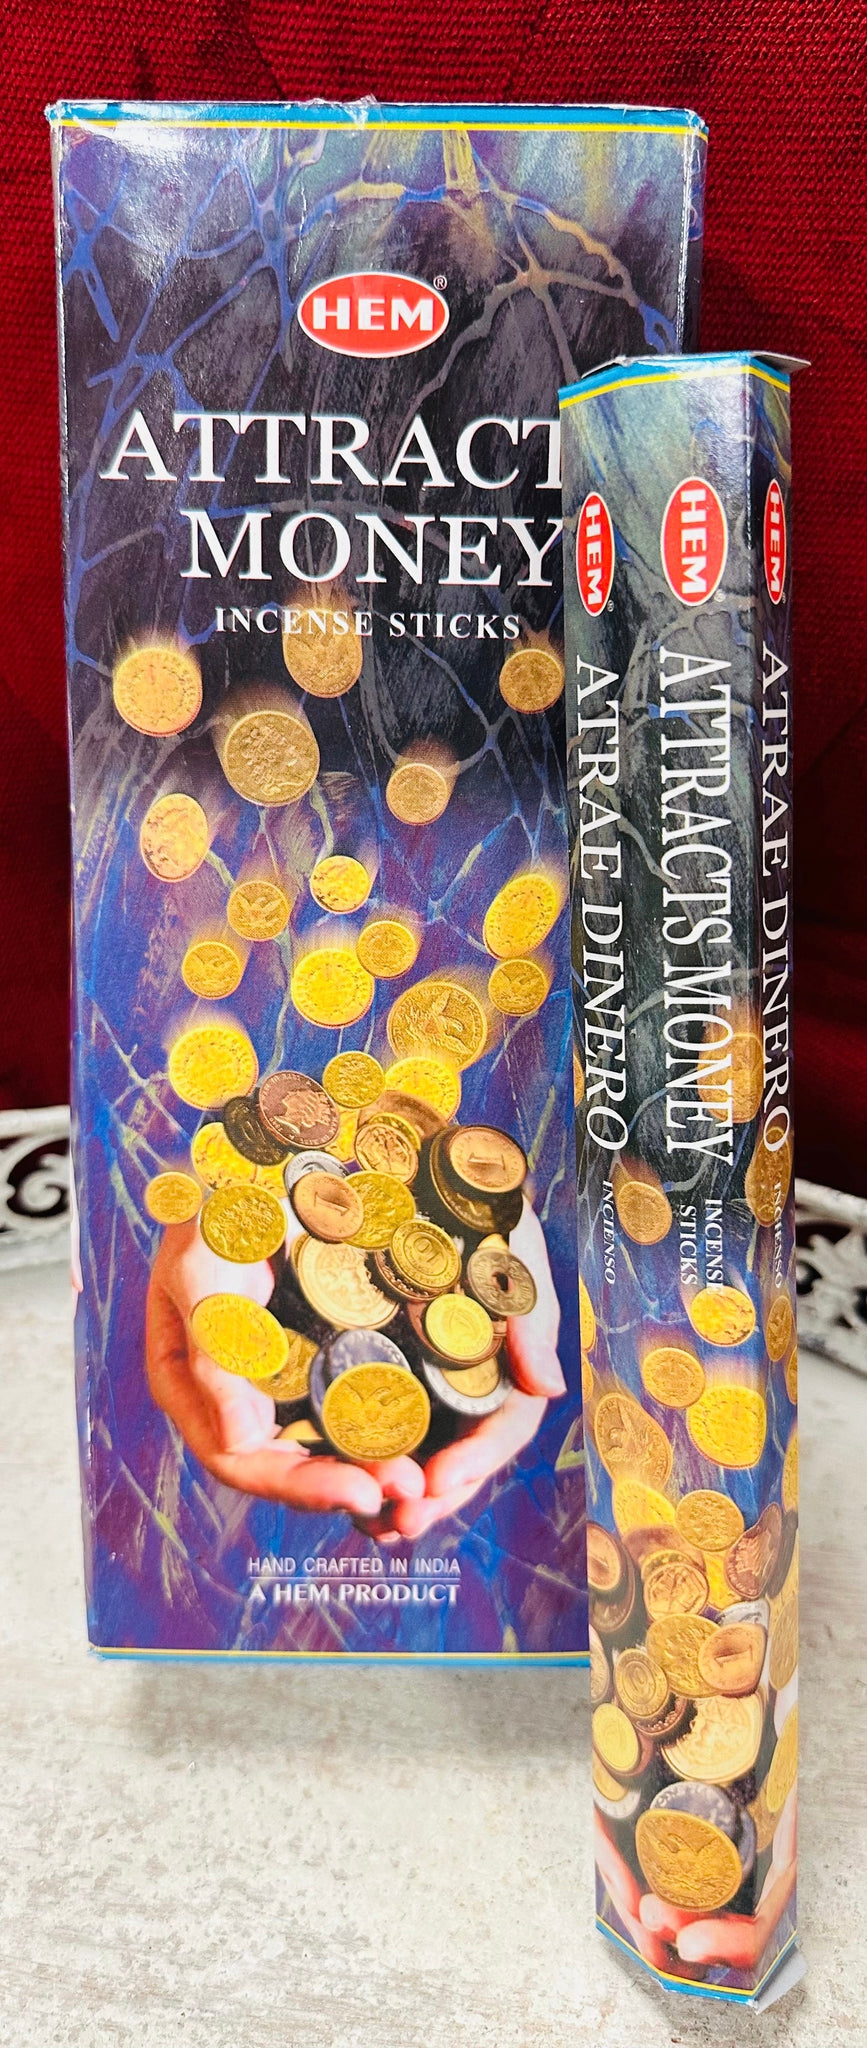 HEM®
ATTRACT
MONEY
INCENSE STICKS
HAND CRAFTED IN INDIA
A HEM PRODUCT
HEM®
ATRAE DINERO
INCIENSO
HEM®
ATTRACTS MONEY
INCENSE
STICKS
HEM®
ATRAE DINERO
INCIENSO